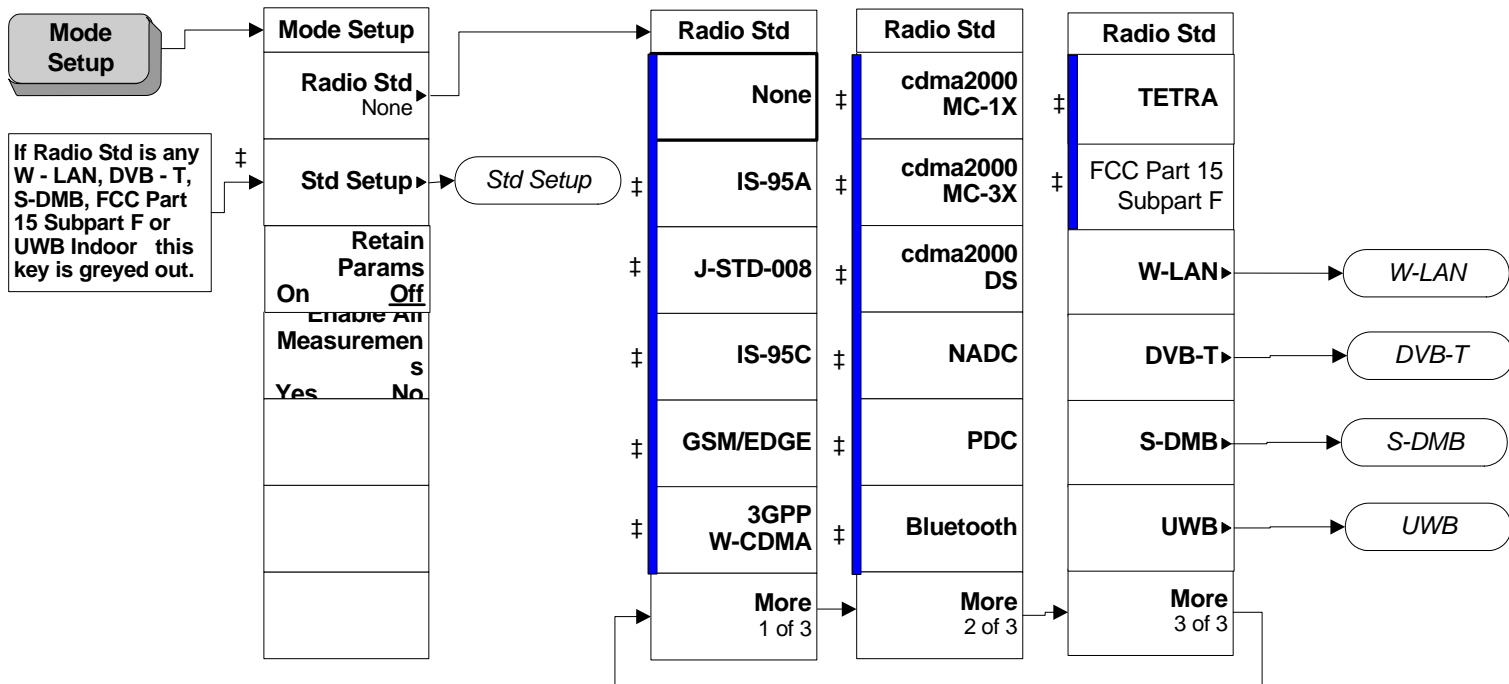 Mode
Setup
If Radio Std is any
W - LAN, DVB - T,
S-DMB, FCC Part
15 Subpart F or
UWB Indoor this
key is greyed out.
Mode Setup
Radio Std
None
‡
Std Setup
Std Setup
Retain
Params
On Off
Enable All
Measuremen
s
Yes No
Radio Std
None
‡ IS-95A
‡ J-STD-008
‡ IS-95C
‡ GSM/EDGE
‡ 3GPP
W-CDMA
More
1 of 3
Radio Std
‡ cdma2000
MC-1X
‡ cdma2000
MC-3X
‡ cdma2000
DS
‡ NADC
‡ PDC
‡ Bluetooth
More
2 of 3
Radio Std
‡ TETRA
‡ FCC Part 15
Subpart F
W-LAN
DVB-T
S-DMB
UWB
More
3 of 3
W-LAN
DVB-T
S-DMB
UWB